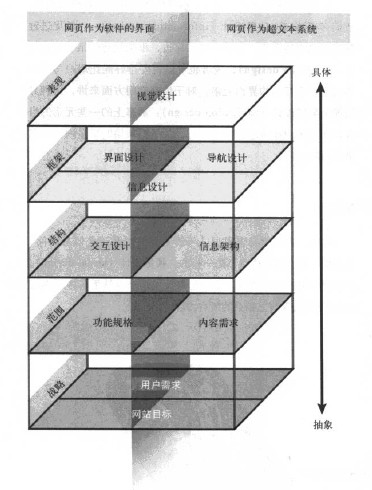 网页作为软件的界面
网页作为超文本系统
具体
表现
视觉设计
框架
界面设计
导航设计
信息设计
结构
交互设计
信息架构
范围
功能规格
内容需求
战略
用户需求
网站目标
抽象